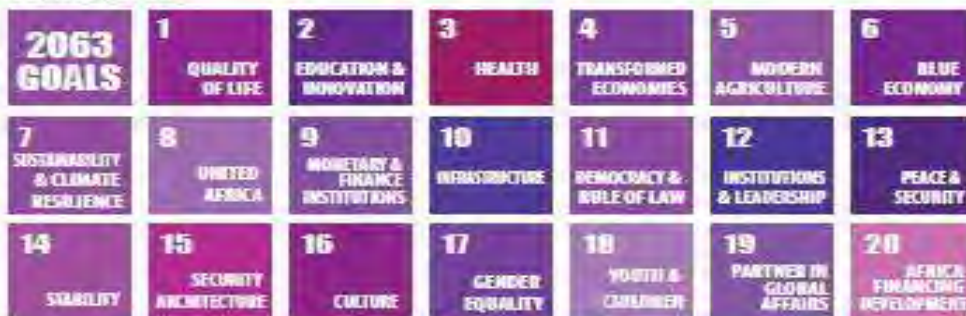 2063
GOALS
1
QUALITY
OF LIFE
2
EDUCATION &
INNOVATION
3
HEALTH
4
TRANSFORMED
ECONOMIES
5
MODERN
AGRICULTURE
6
BLUE
ECONOMY
7
SUSTAINABILITY
& CLIMATE
RESILIENCE
8
UNITED
AFRICA
9
MONETARY &
FINANCE
INSTITUTIONS
10
INFRASTRUCTURE
11
DEMOCRACY &
RULE OF LAW
12
INSTITUTIONS
& LEADERSHIP
13
PEACE &
SECURITY
14
STABILITY
15
SECURITY
ARCHITECTURE
16
CULTURE
17
GENDER
EQUALITY
18
YOUTH &
CHILDREN
19
PARTNER IN
GLOBAL
AFFAIRS
20
AFRICA
FINANCING
DEVELOPMENT